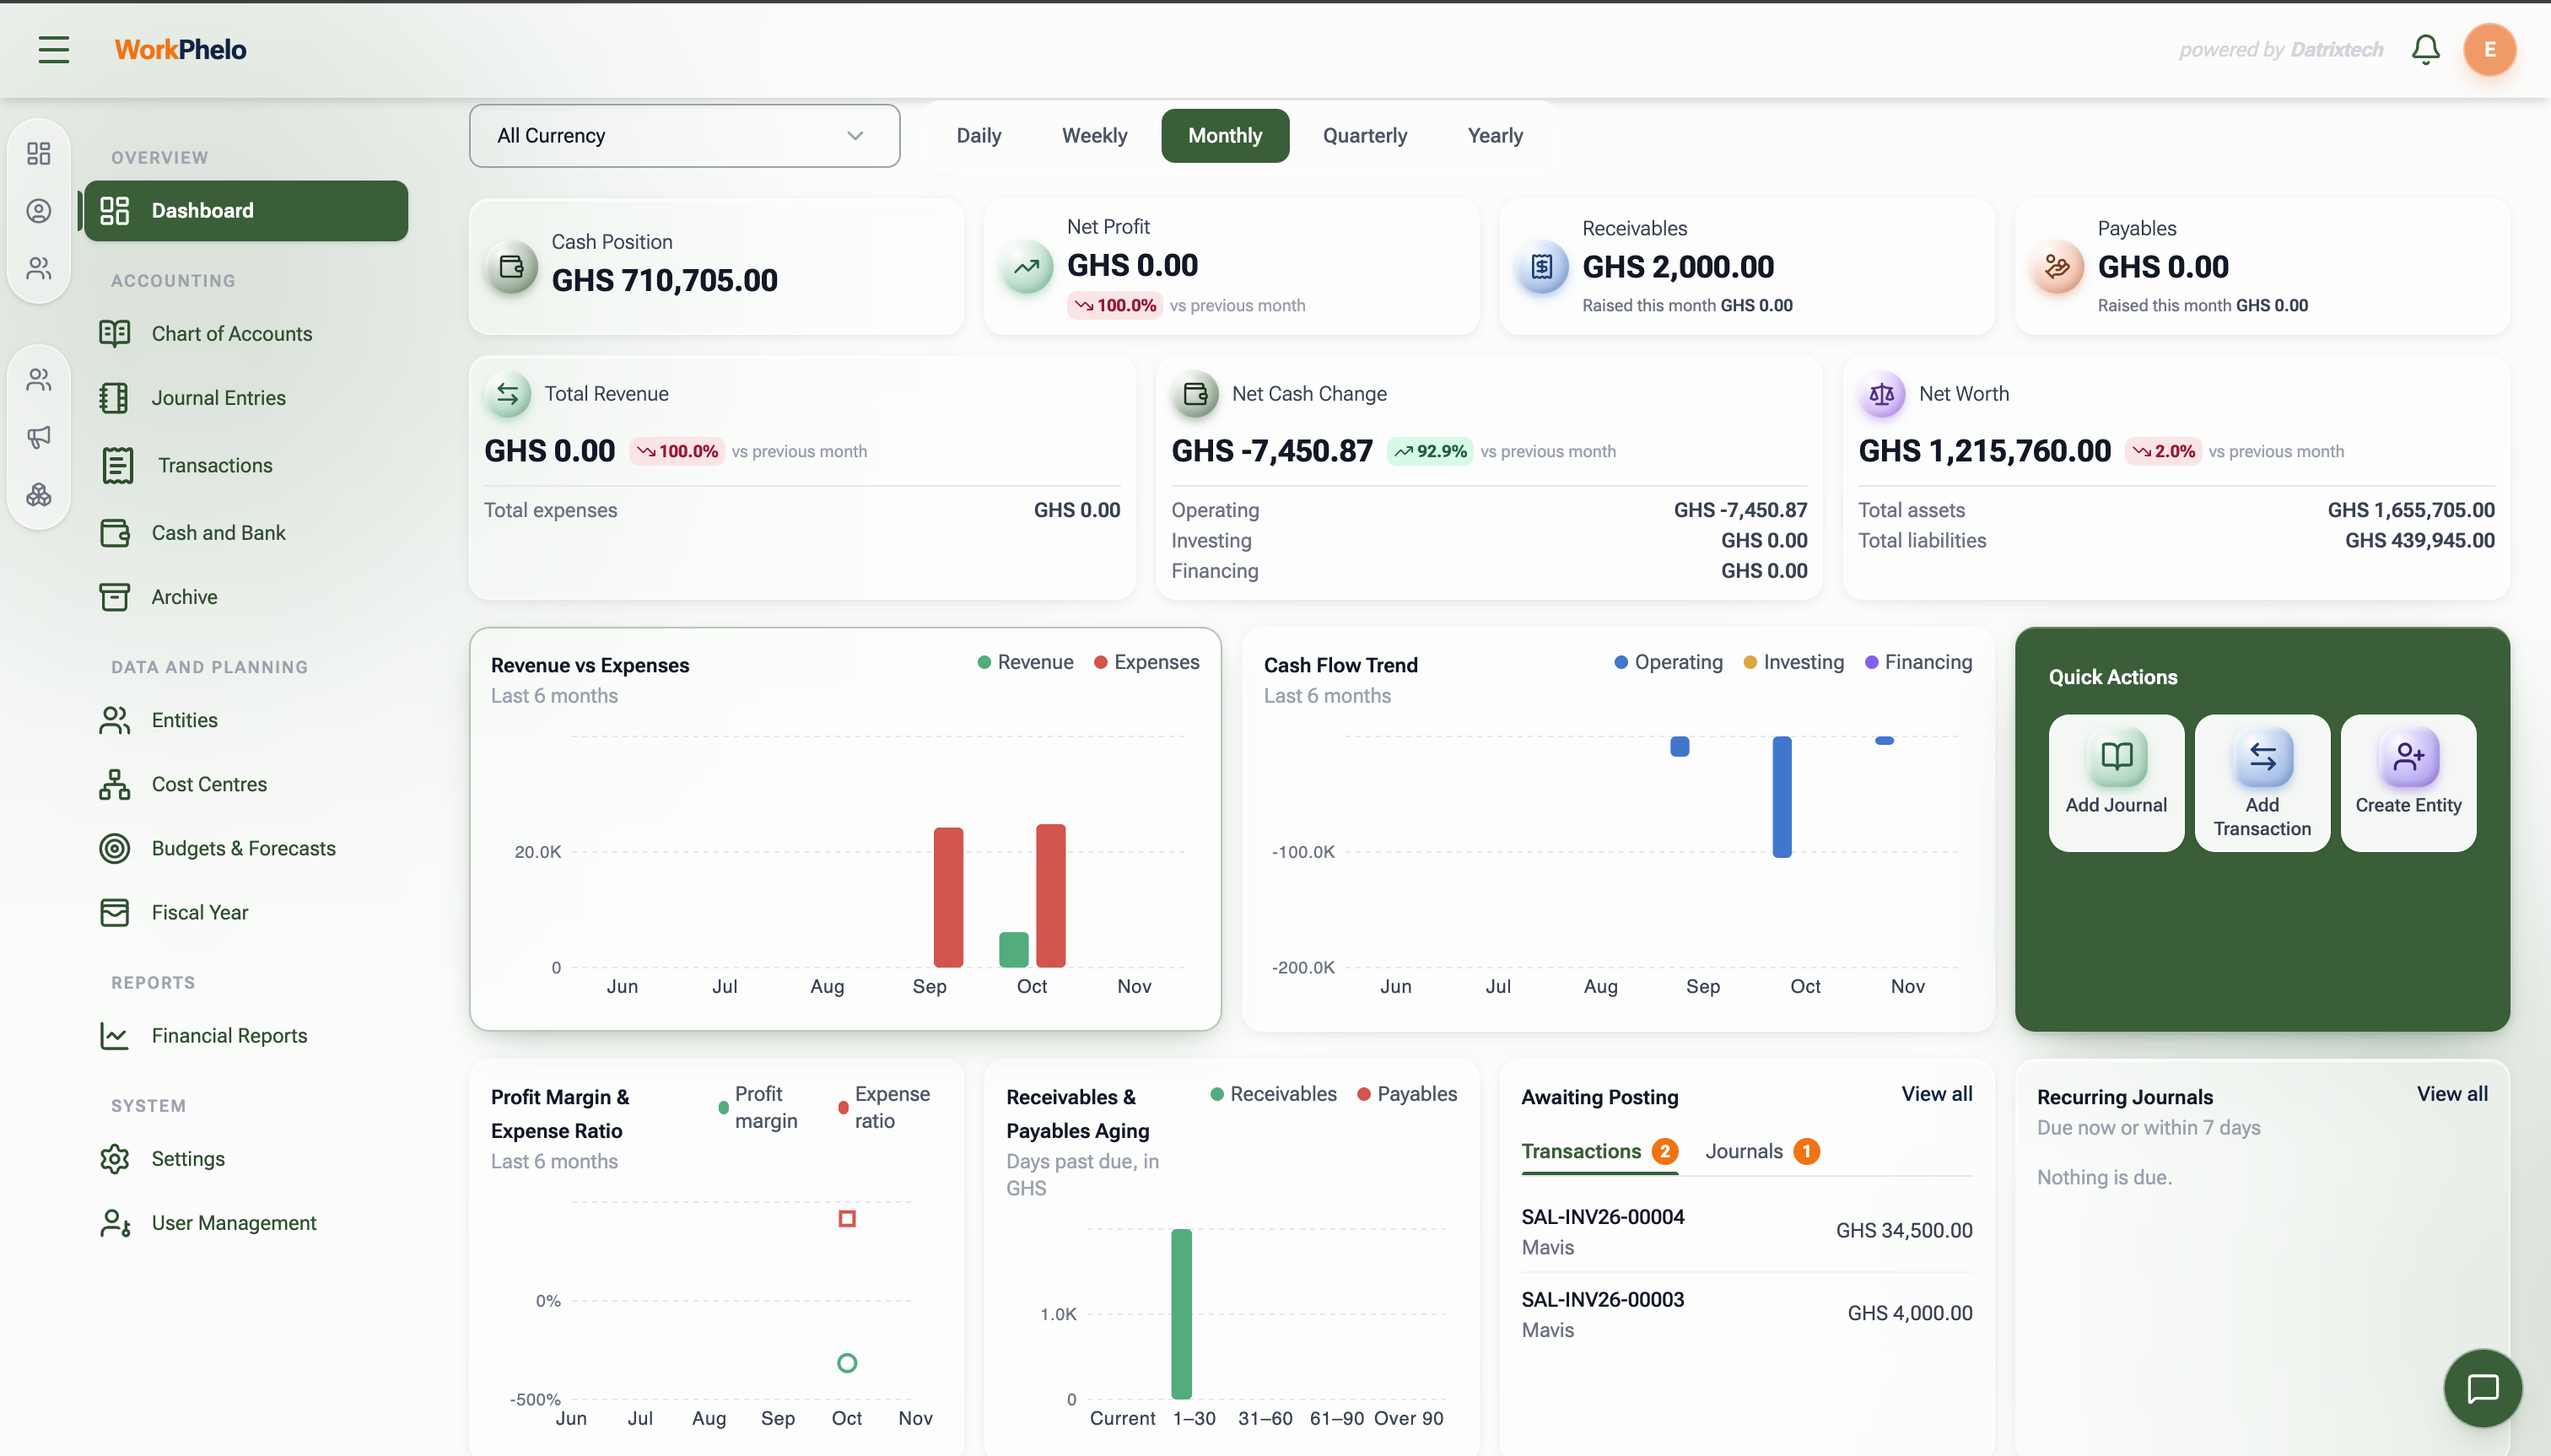 WorkPhelo
powered by Datrixtech
E
OVERVIEW
Dashboard
ACCOUNTING
Chart of Accounts
Journal Entries
Transactions
Cash and Bank
Archive
DATA AND PLANNING
Entities
Cost Centres
Budgets & Forecasts
Fiscal Year
REPORTS
Financial Reports
SYSTEM
Settings
User Management
All Currency
Daily Weekly Monthly Quarterly Yearly
Cash Position
GHS 710,705.00
Net Profit
GHS 0.00
100.0% vs previous month
Receivables
GHS 2,000.00
Raised this month GHS 0.00
Payables
GHS 0.00
Raised this month GHS 0.00
Total Revenue
GHS 0.00 100.0% vs previous month
Total expenses GHS 0.00
Net Cash Change
GHS -7,450.87 92.9% vs previous month
Operating GHS -7,450.87
Investing GHS 0.00
Financing GHS 0.00
Net Worth
GHS 1,215,760.00 2.0% vs previous month
Total assets GHS 1,655,705.00
Total liabilities GHS 439,945.00
Revenue vs Expenses
Revenue Expenses
Last 6 months
20.0K
0
Jun Jul Aug Sep Oct Nov
Cash Flow Trend
Operating Investing Financing
Last 6 months
-100.0K
-200.0K
Jun Jul Aug Sep Oct Nov
Quick Actions
Add Journal
Add
Transaction
Create Entity
Profit Margin &
Expense Ratio
Profit
margin
Expense
ratio
Last 6 months
0%
-500%
Jun Jul Aug Sep Oct Nov
Receivables &
Payables Aging
Receivables Payables
Days past due, in
GHS
1.0K
0
Current 1–30 31–60 61–90 Over 90
Awaiting Posting View all
Transactions 2 Journals 1
SAL-INV26-00004
Mavis
GHS 34,500.00
SAL-INV26-00003
Mavis
GHS 4,000.00
Recurring Journals View all
Due now or within 7 days
Nothing is due.